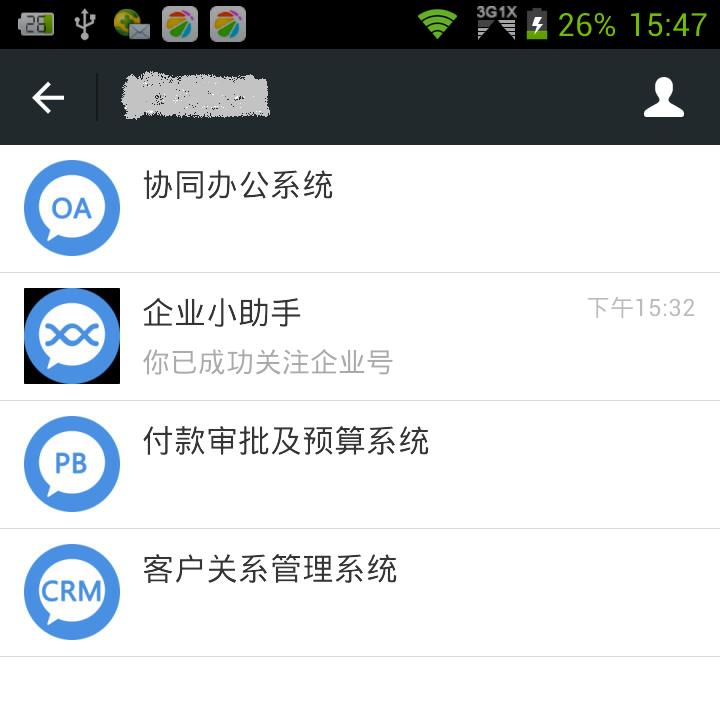 28 3G1X 26% 15:47
OA 协同办公系统
企业小助手 下午15:32
你已成功关注企业号
PB 付款审批及预算系统
CRM 客户关系管理系统